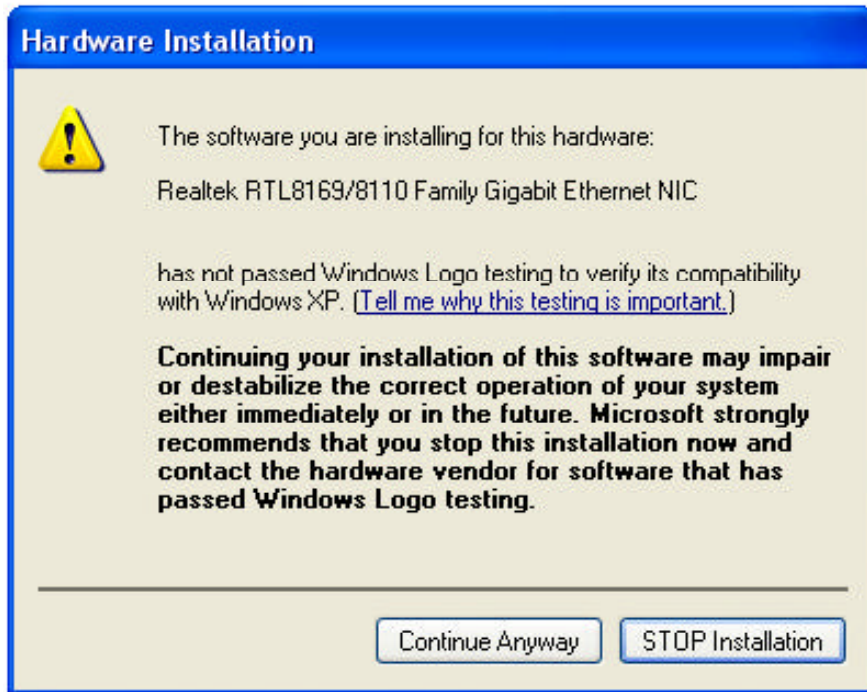 Hardware Installation
The software you are installing for this hardware:
Realtek RTL8169/8110 Family Gigabit Ethernet NIC
has not passed Windows Logo testing to verify its compatibility
with Windows XP. (Tell me why this testing is important.)
Continuing your installation of this software may impair
or destabilize the correct operation of your system
either immediately or in the future. Microsoft strongly
recommends that you stop this installation now and
contact the hardware vendor for software that has
passed Windows Logo testing.
Continue Anyway
STOP Installation